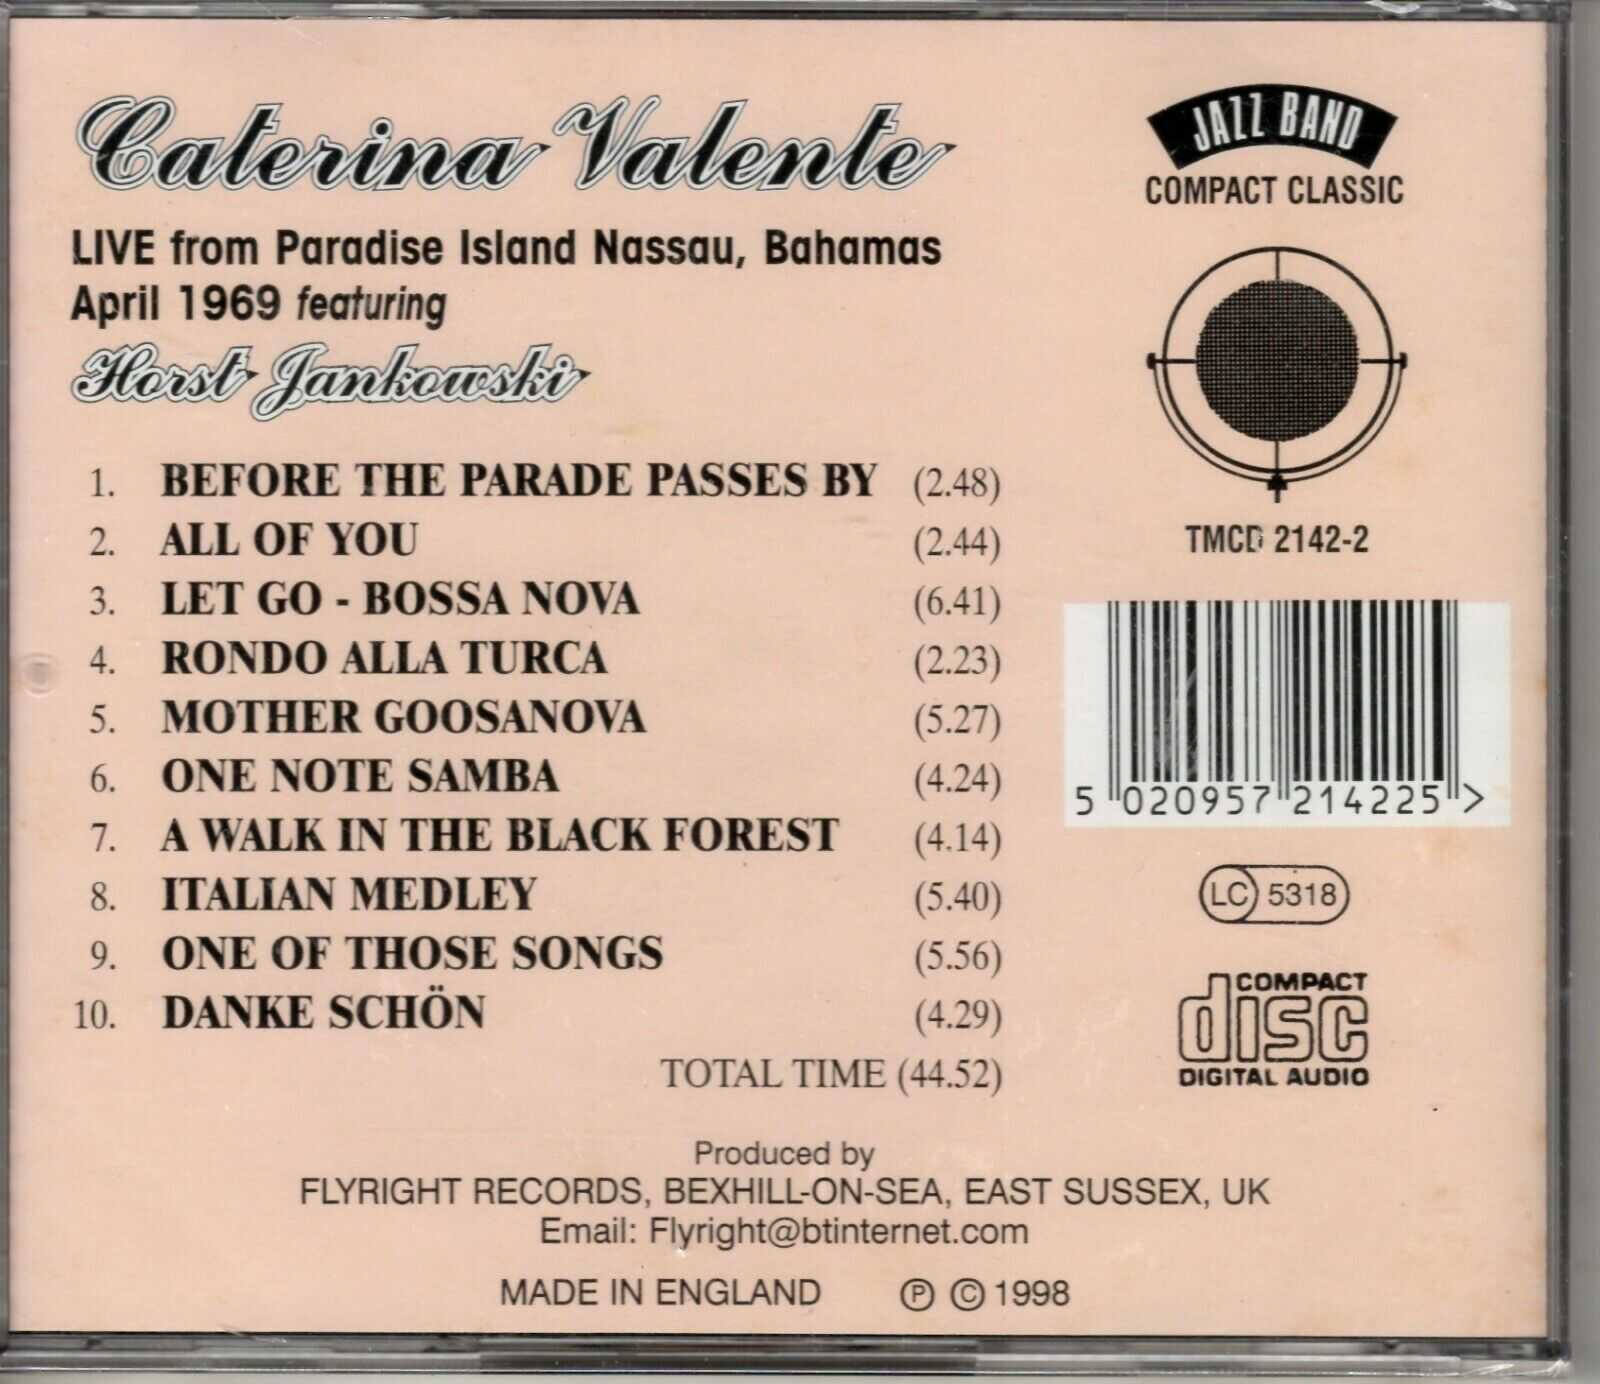 Caterina Valente
LIVE from Paradise Island Nassau, Bahamas
April 1969 featuring
Horst Jankowski
1. BEFORE THE PARADE PASSES BY (2.48)
2. ALL OF YOU (2.44)
3. LET GO - BOSSA NOVA (6.41)
4. RONDO ALLA TURCA (2.23)
5. MOTHER GOOSANOVA (5.27)
6. ONE NOTE SAMBA (4.24)
7. A WALK IN THE BLACK FOREST (4.14)
8. ITALIAN MEDLEY (5.40)
9. ONE OF THOSE SONGS (5.56)
10. DANKE SCHÖN (4.29)
TOTAL TIME (44.52)
JAZZ BAND
COMPACT CLASSIC
TMCD 2142-2
5 020957 214225 >
LC 5318
COMPACT
disc
DIGITAL AUDIO
Produced by
FLYRIGHT RECORDS, BEXHILL-ON-SEA, EAST SUSSEX, UK
Email: Flyright@btinternet.com
MADE IN ENGLAND ℗ © 1998